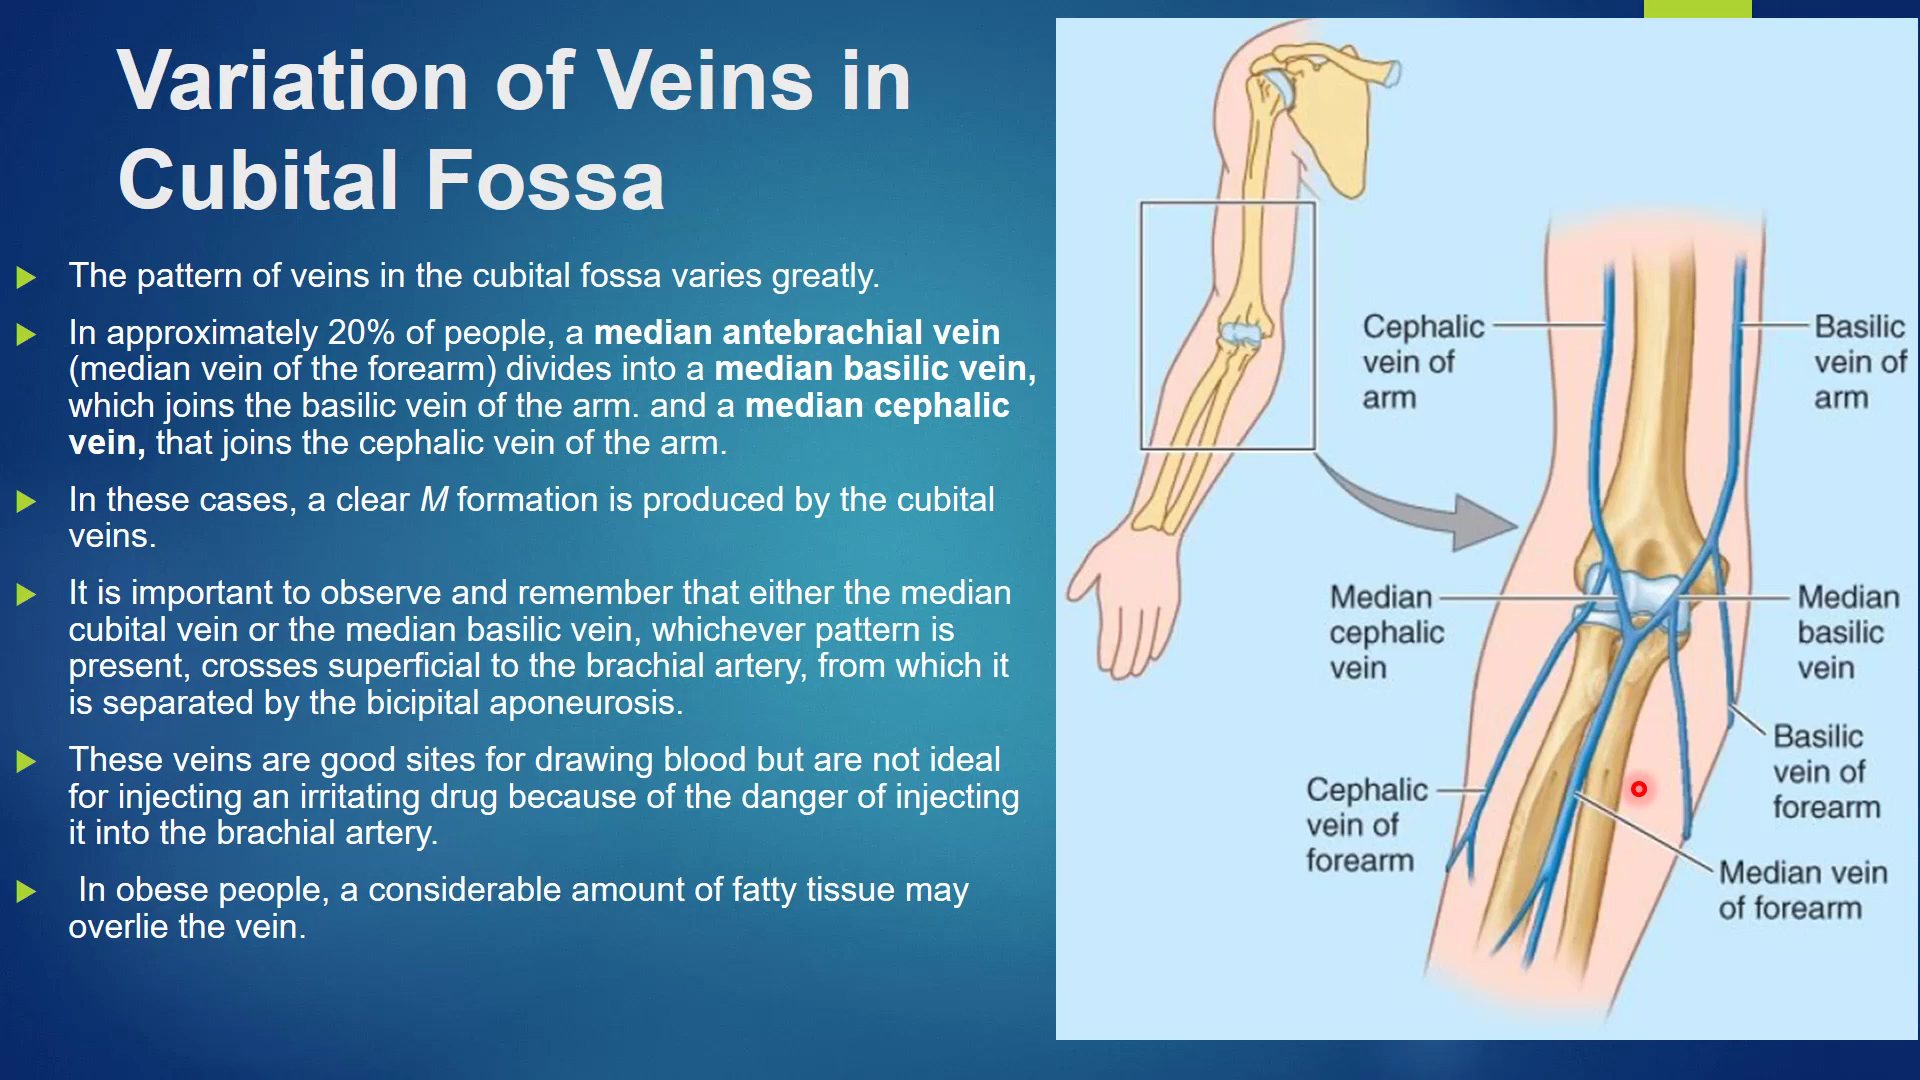 Variation of Veins in
Cubital Fossa
The pattern of veins in the cubital fossa varies greatly.
In approximately 20% of people, a median antebrachial vein
(median vein of the forearm) divides into a median basilic vein,
which joins the basilic vein of the arm. and a median cephalic
vein, that joins the cephalic vein of the arm.
In these cases, a clear M formation is produced by the cubital
veins.
It is important to observe and remember that either the median
cubital vein or the median basilic vein, whichever pattern is
present, crosses superficial to the brachial artery, from which it
is separated by the bicipital aponeurosis.
These veins are good sites for drawing blood but are not ideal
for injecting an irritating drug because of the danger of injecting
it into the brachial artery.
In obese people, a considerable amount of fatty tissue may
overlie the vein.
Cephalic
vein of
arm
Basilic
vein of
arm
Median
cephalic
vein
Median
basilic
vein
Basilic
vein of
forearm
Cephalic
vein of
forearm
Median vein
of forearm